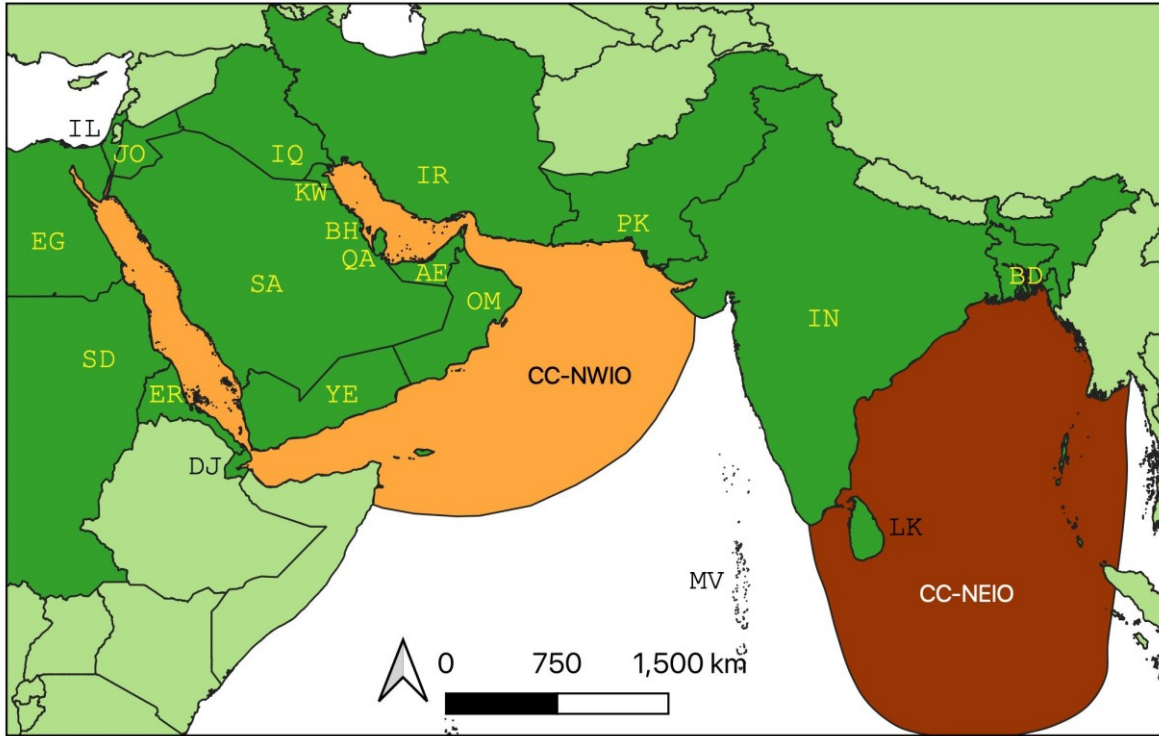 IL
JO
IQ
IR
KW
PK
EG
BH
QA
SA
AE
OM
BD
IN
SD
CC-NWIO
ER
YE
DJ
LK
MV
CC-NEIO
0 750 1,500 km